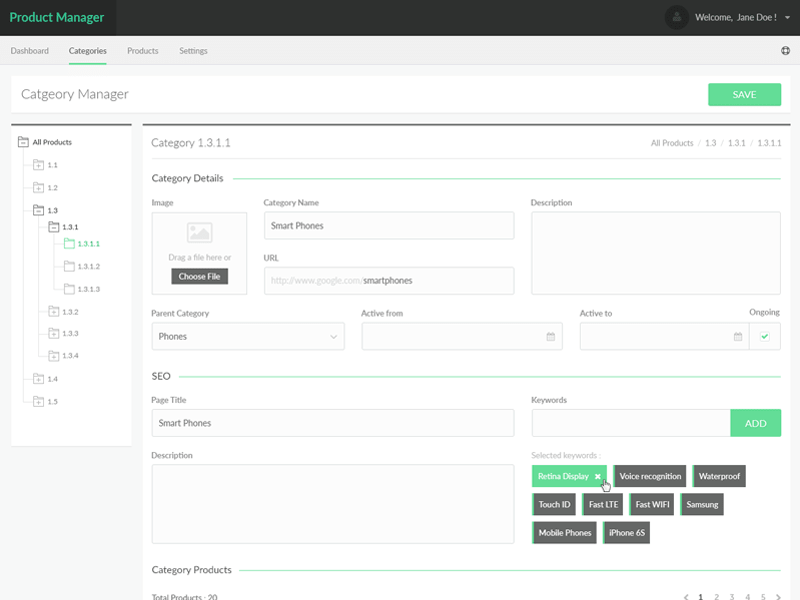 Product Manager
Welcome, Jane Doe !
Dashboard Categories Products Settings
Catgeory Manager
SAVE
All Products
1.1
1.2
1.3
1.3.1
1.3.1.1
1.3.1.2
1.3.1.3
1.3.2
1.3.3
1.3.4
1.4
1.5
Category 1.3.1.1
All Products / 1.3 / 1.3.1 / 1.3.1.1
Category Details
Image
Drag a file here or
Choose File
Category Name
Smart Phones
URL
http://www.google.com/smartphones
Description
Parent Category
Phones
Active from
Active to
Ongoing
SEO
Page Title
Smart Phones
Keywords
ADD
Description
Selected keywords :
Retina Display × Voice recognition Waterproof
Touch ID Fast LTE Fast WIFI Samsung
Mobile Phones iPhone 6S
Category Products
Total Products : 20
< 1 2 3 4 5 >